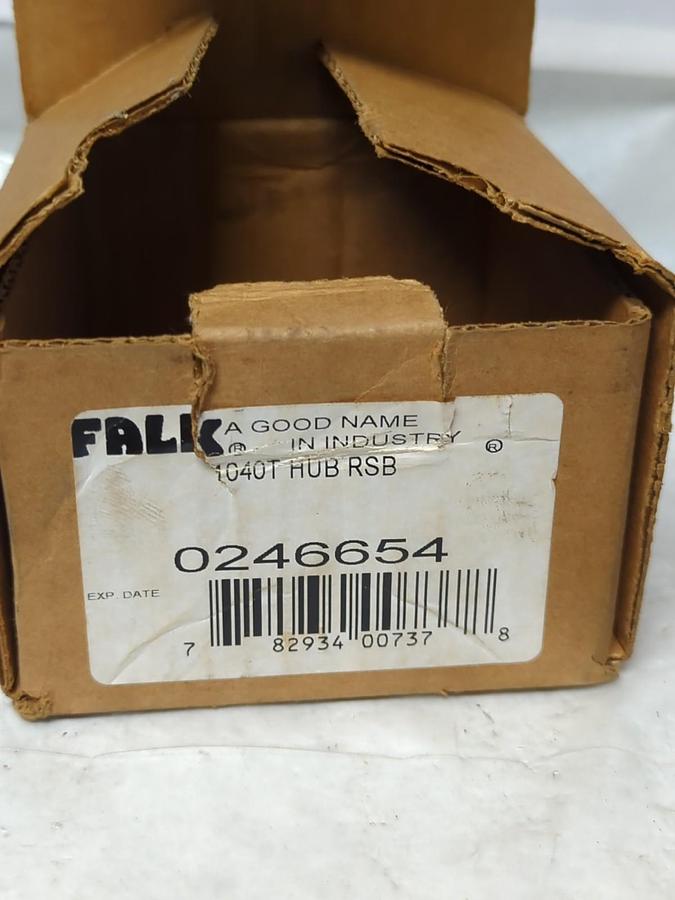 FALK® A GOOD NAME
IN INDUSTRY ®
1040T HUB RSB
0246654
EXP. DATE
7 82934 00737 8